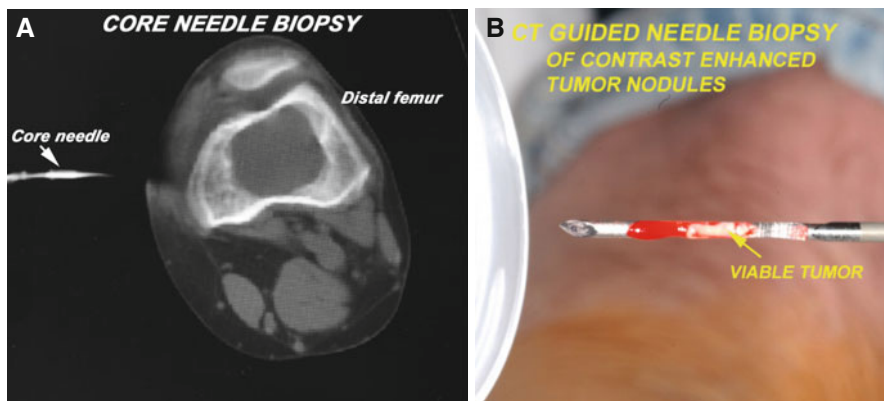 A
CORE NEEDLE BIOPSY
Distal femur
Core needle
B
CT GUIDED NEEDLE BIOPSY
OF CONTRAST ENHANCED
TUMOR NODULES
VIABLE TUMOR